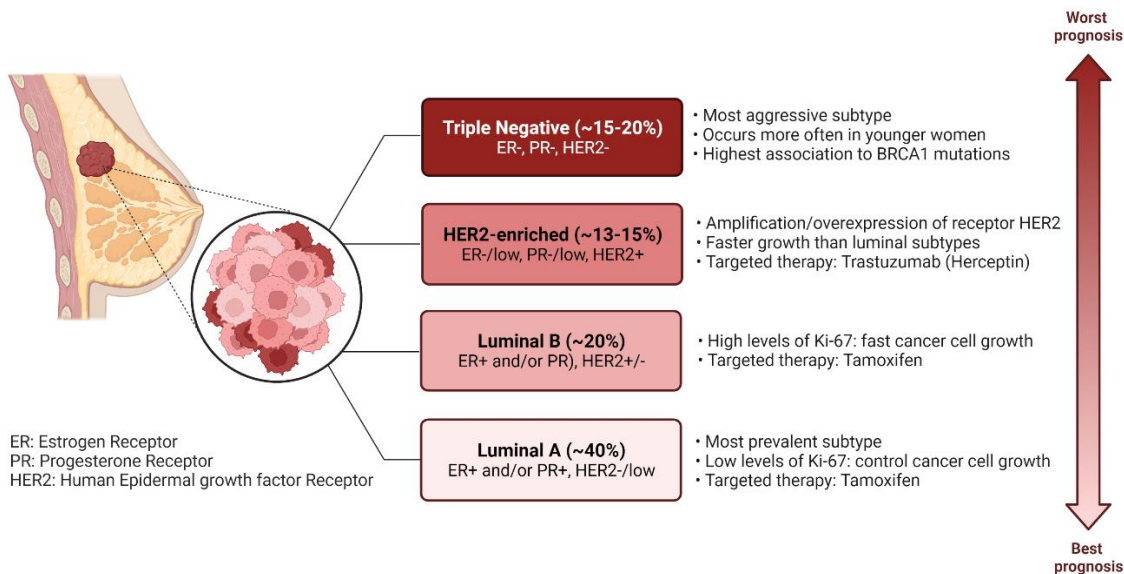 Worst
prognosis
Triple Negative (~15-20%)
ER-, PR-, HER2-
• Most aggressive subtype
• Occurs more often in younger women
• Highest association to BRCA1 mutations
HER2-enriched (~13-15%)
ER-/low, PR-/low, HER2+
• Amplification/overexpression of receptor HER2
• Faster growth than luminal subtypes
• Targeted therapy: Trastuzumab (Herceptin)
Luminal B (~20%)
ER+ and/or PR), HER2+/-
• High levels of Ki-67: fast cancer cell growth
• Targeted therapy: Tamoxifen
Luminal A (~40%)
ER+ and/or PR+, HER2-/low
• Most prevalent subtype
• Low levels of Ki-67: control cancer cell growth
• Targeted therapy: Tamoxifen
ER: Estrogen Receptor
PR: Progesterone Receptor
HER2: Human Epidermal growth factor Receptor
Best
prognosis